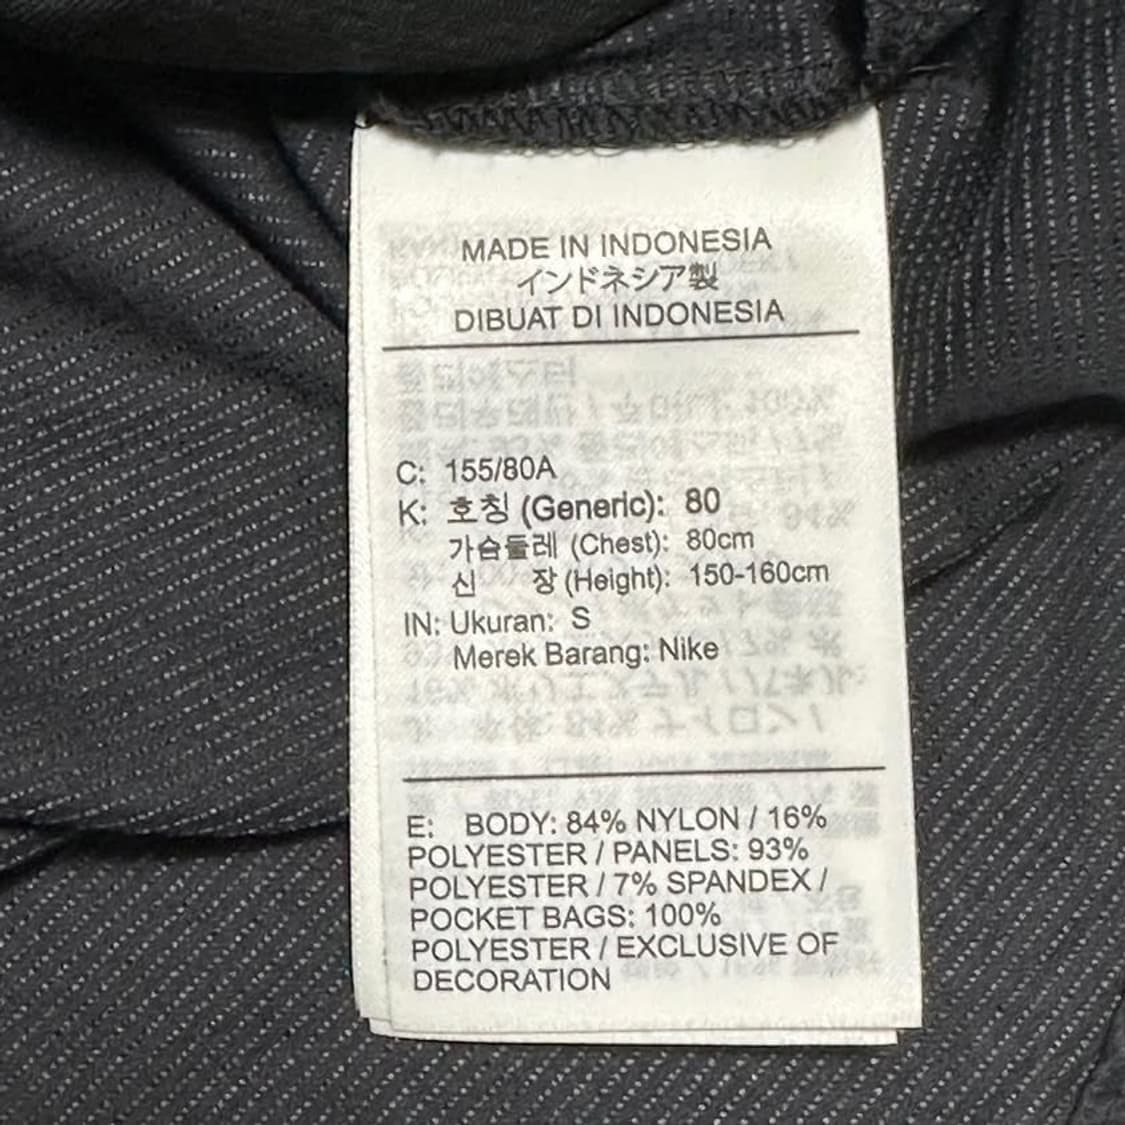 MADE IN INDONESIA
インドネシア製
DIBUAT DI INDONESIA
C: 155/80A
K: 호칭 (Generic): 80
가슴둘레 (Chest): 80cm
신 장 (Height): 150-160cm
IN: Ukuran: S
Merek Barang: Nike
E: BODY: 84% NYLON / 16%
POLYESTER / PANELS: 93%
POLYESTER / 7% SPANDEX /
POCKET BAGS: 100%
POLYESTER / EXCLUSIVE OF
DECORATION